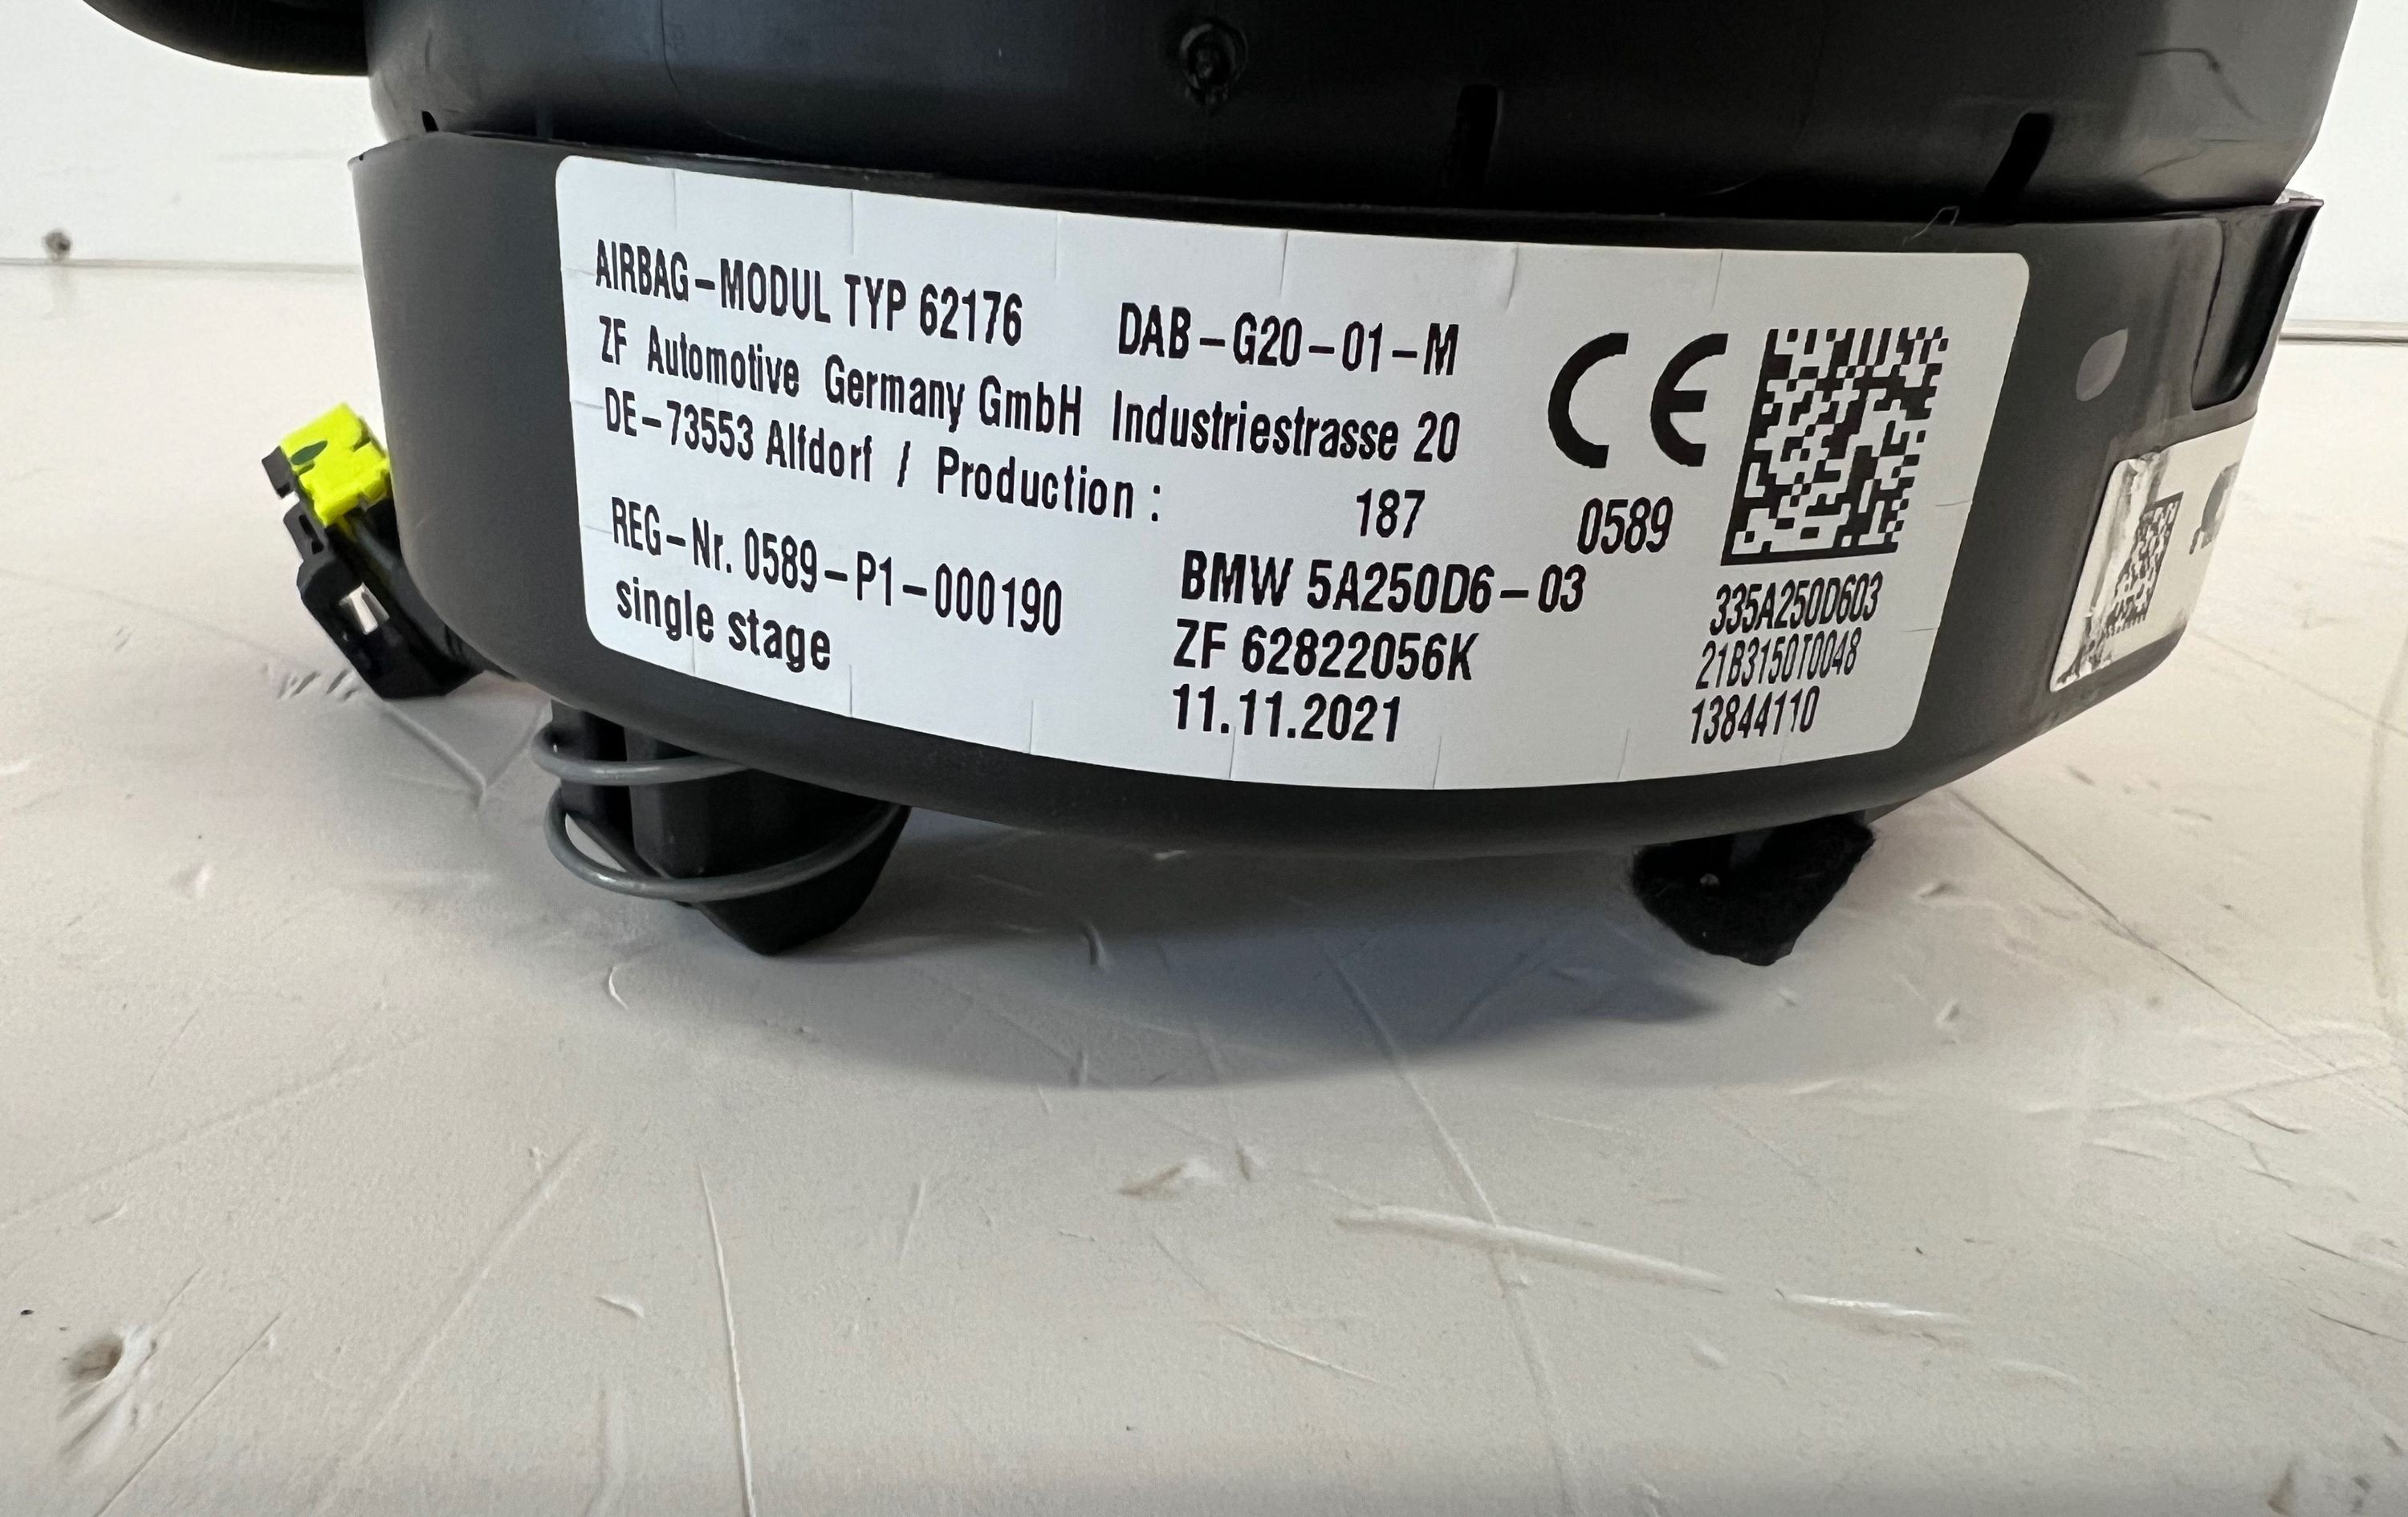 AIRBAG-MODUL TYP 62176 DAB-G20-01-M
ZF Automotive Germany GmbH Industriestrasse 20
DE-73553 Alfdorf / Production : 187
CE 0589
REG-Nr. 0589-P1-000190
single stage
BMW 5A250D6-03
ZF 62822056K
11.11.2021
335A250D603
21B3150T0048
13844110